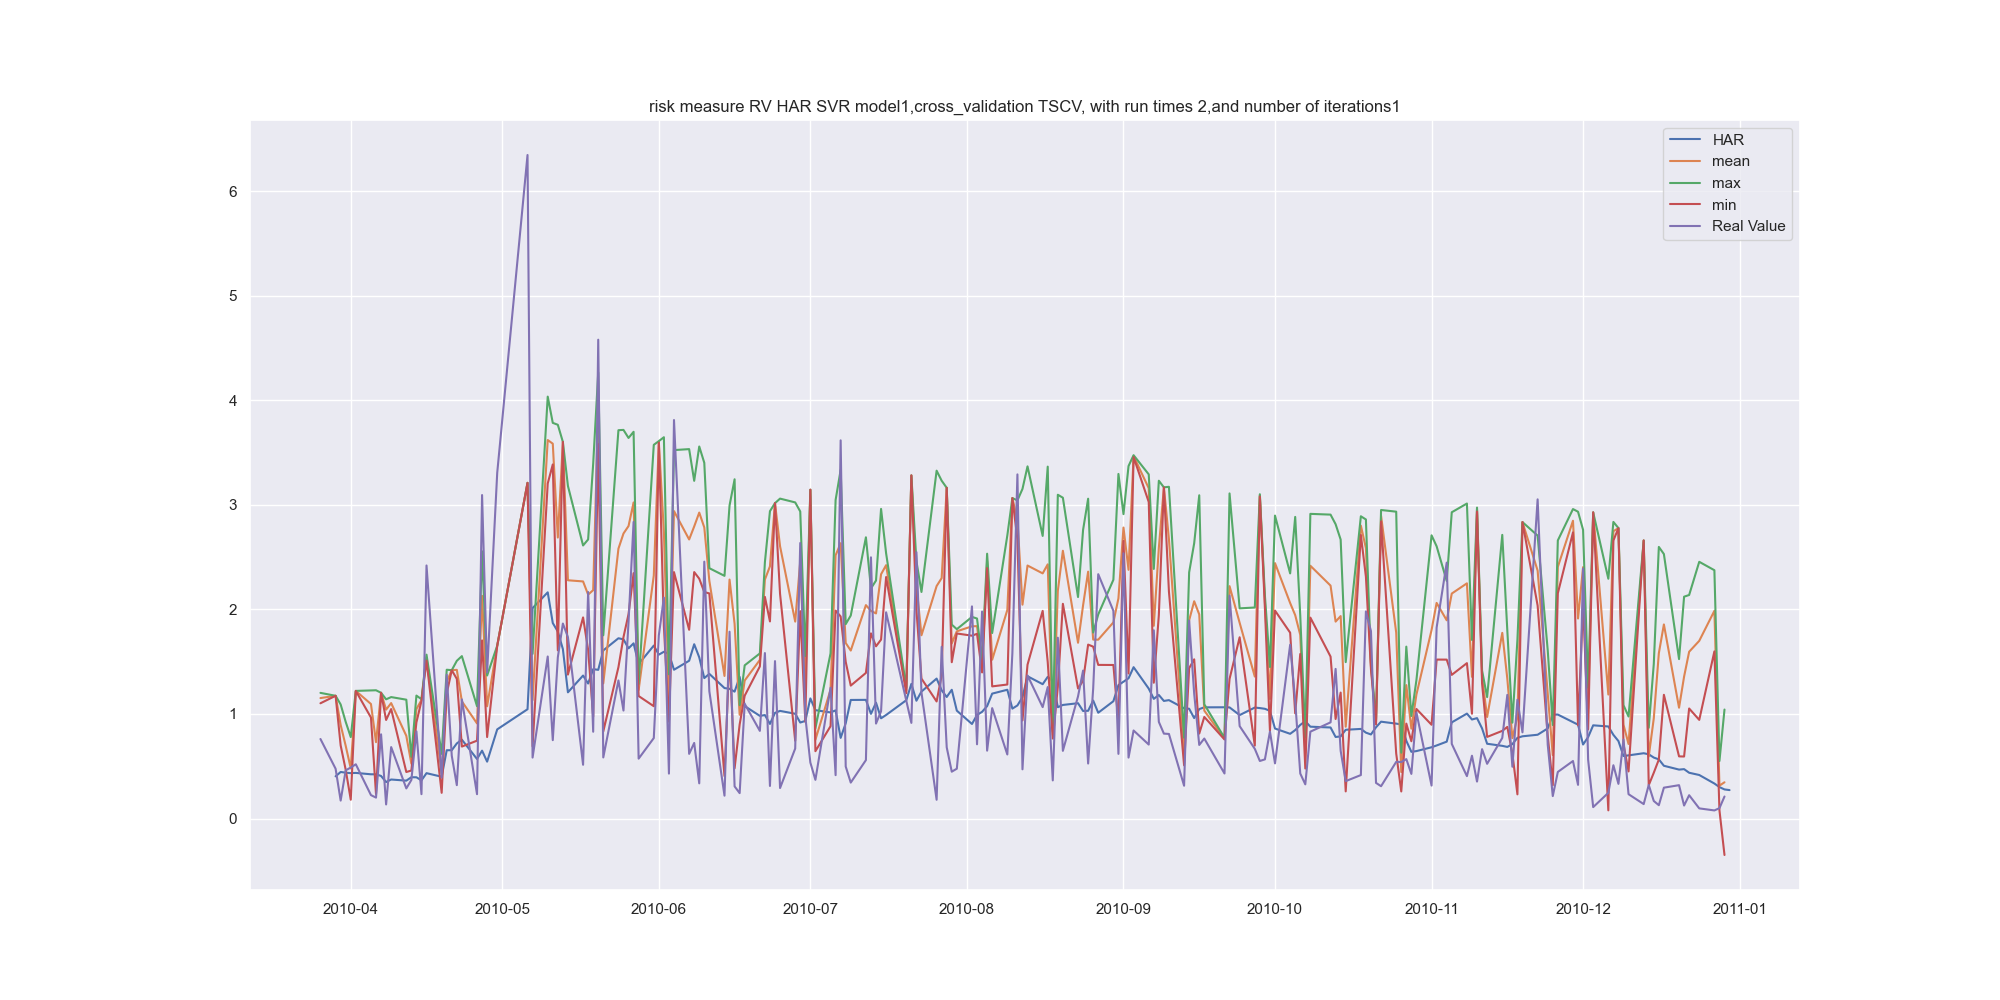 risk measure RV HAR SVR model1,cross_validation TSCV, with run times 2,and number of iterations1
HAR
mean
max
min
Real Value
6
5
4
3
2
1
0
2010-04
2010-05
2010-06
2010-07
2010-08
2010-09
2010-10
2010-11
2010-12
2011-01